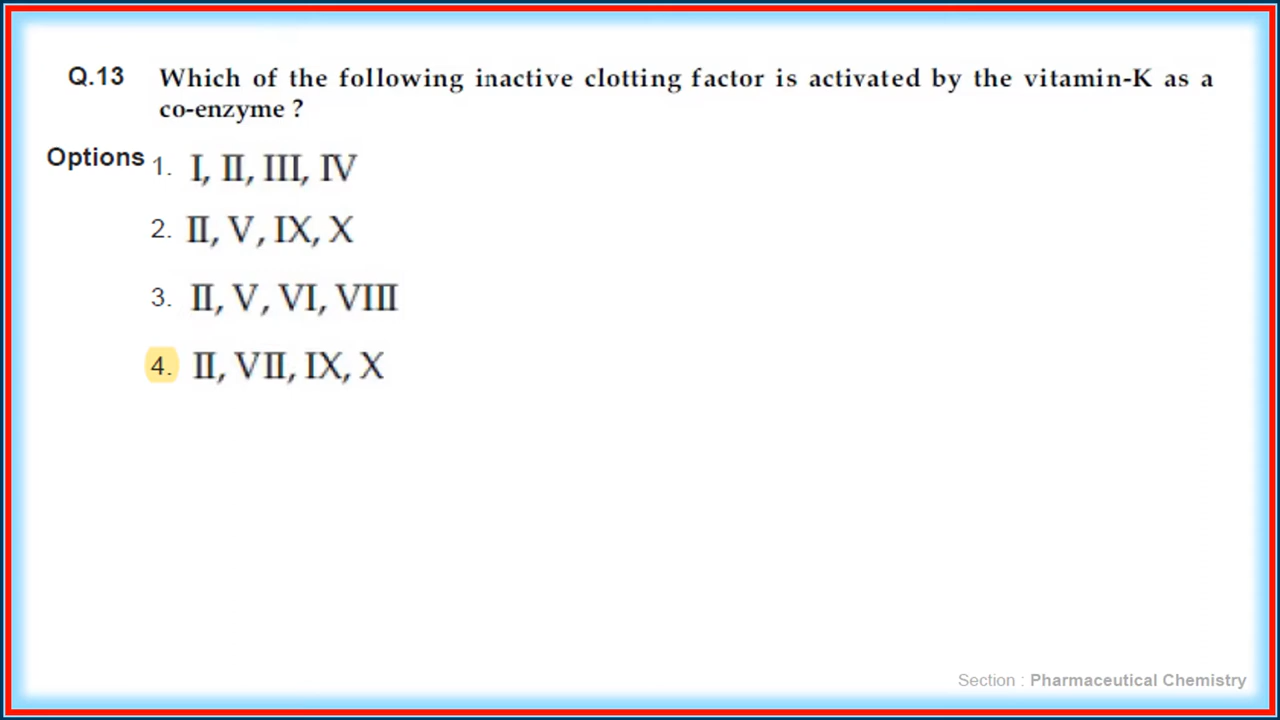 Q.13 Which of the following inactive clotting factor is activated by the vitamin-K as a
co-enzyme ?
Options 1. I, II, III, IV
2. II, V, IX, X
3. II, V, VI, VIII
4. II, VII, IX, X
Section : Pharmaceutical Chemistry